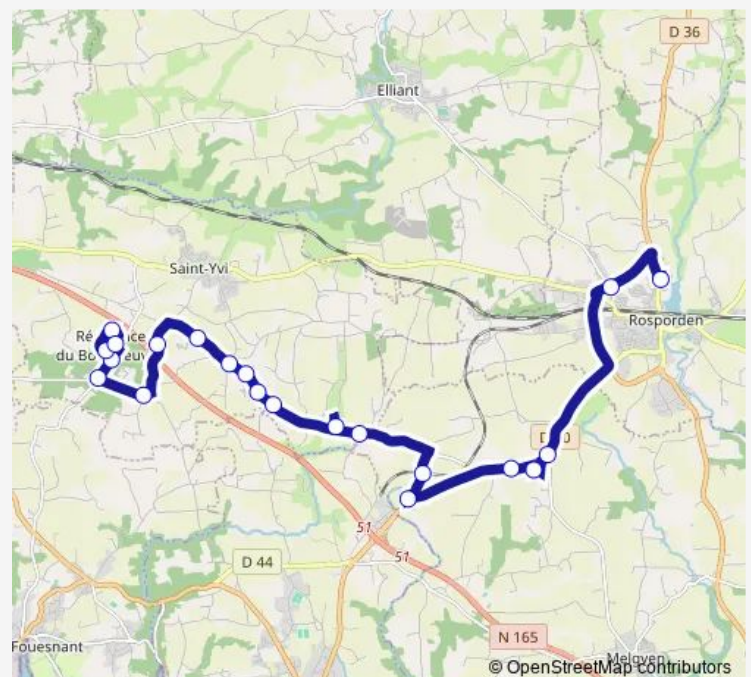 D 36
Elliant
Saint-Yvi
Rosporden
D 44
51
51
N 165
Fouesnant
Melgven
© OpenStreetMap contributors